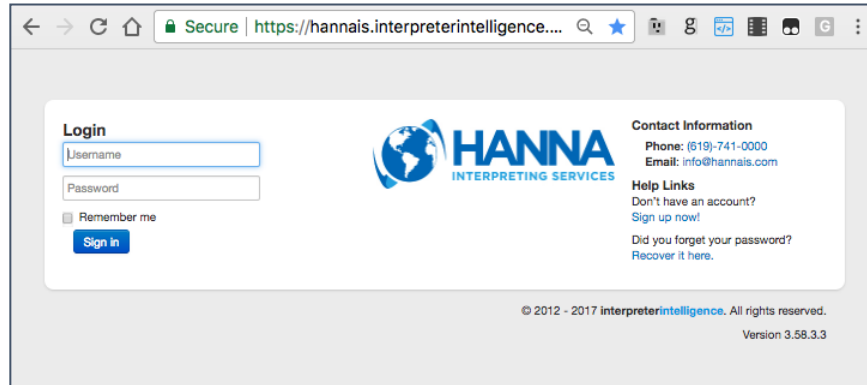 Secure | https://hannais.interpreterintelligence....
g
G
Login
Username
Password
Remember me
Sign in
HANNA
INTERPRETING SERVICES
Contact Information
Phone: (619)-741-0000
Email: info@hannais.com
Help Links
Don't have an account?
Sign up now!
Did you forget your password?
Recover it here.
© 2012 - 2017 interpreterintelligence. All rights reserved.
Version 3.58.3.3